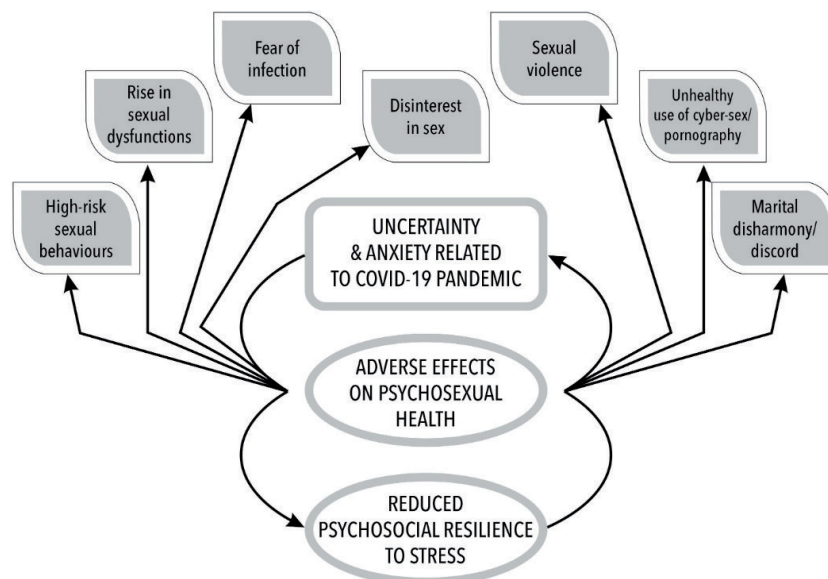 Fear of
infection
Sexual
violence
Rise in
sexual
dysfunctions
Disinterest
in sex
Unhealthy
use of cyber-sex/
pornography
High-risk
sexual
behaviours
Marital
disharmony/
discord
UNCERTAINTY
& ANXIETY RELATED
TO COVID-19 PANDEMIC
ADVERSE EFFECTS
ON PSYCHOSEXUAL
HEALTH
REDUCED
PSYCHOSOCIAL RESILIENCE
TO STRESS